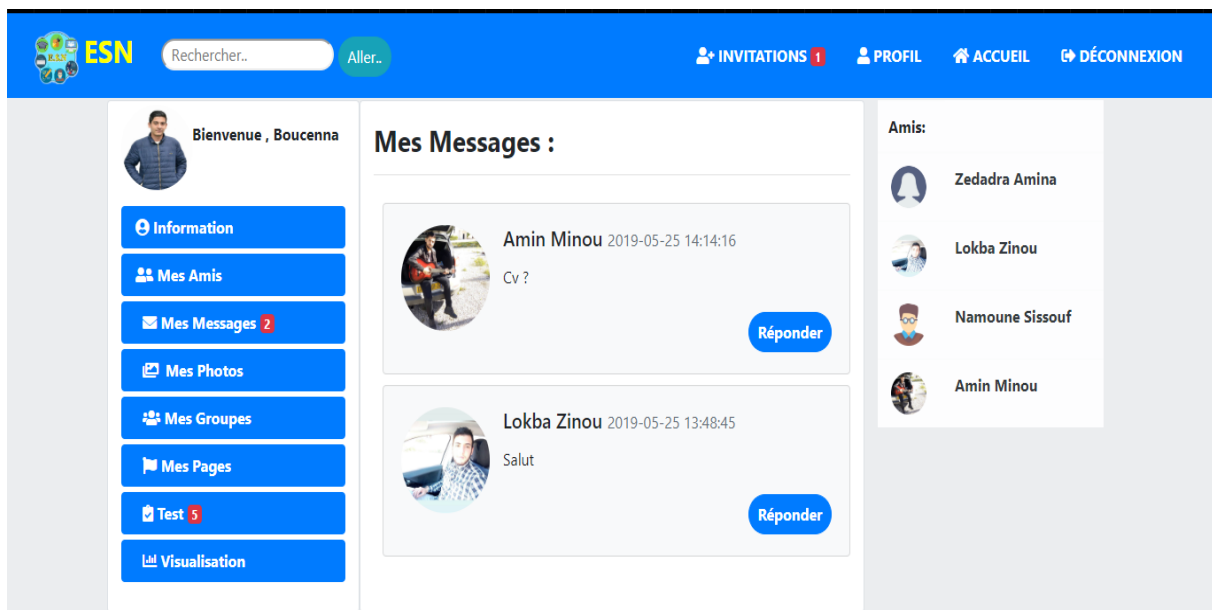 ESN
Rechercher..
Aller..
INVITATIONS 1
PROFIL
ACCUEIL
DÉCONNEXION
Bienvenue , Boucenna
Information
Mes Amis
Mes Messages 2
Mes Photos
Mes Groupes
Mes Pages
Test 5
Visualisation
Mes Messages :
Amin Minou 2019-05-25 14:14:16
Cv ?
Répondre
Lokba Zinou 2019-05-25 13:48:45
Salut
Répondre
Amis:
Zedadra Amina
Lokba Zinou
Namoune Sissouf
Amin Minou